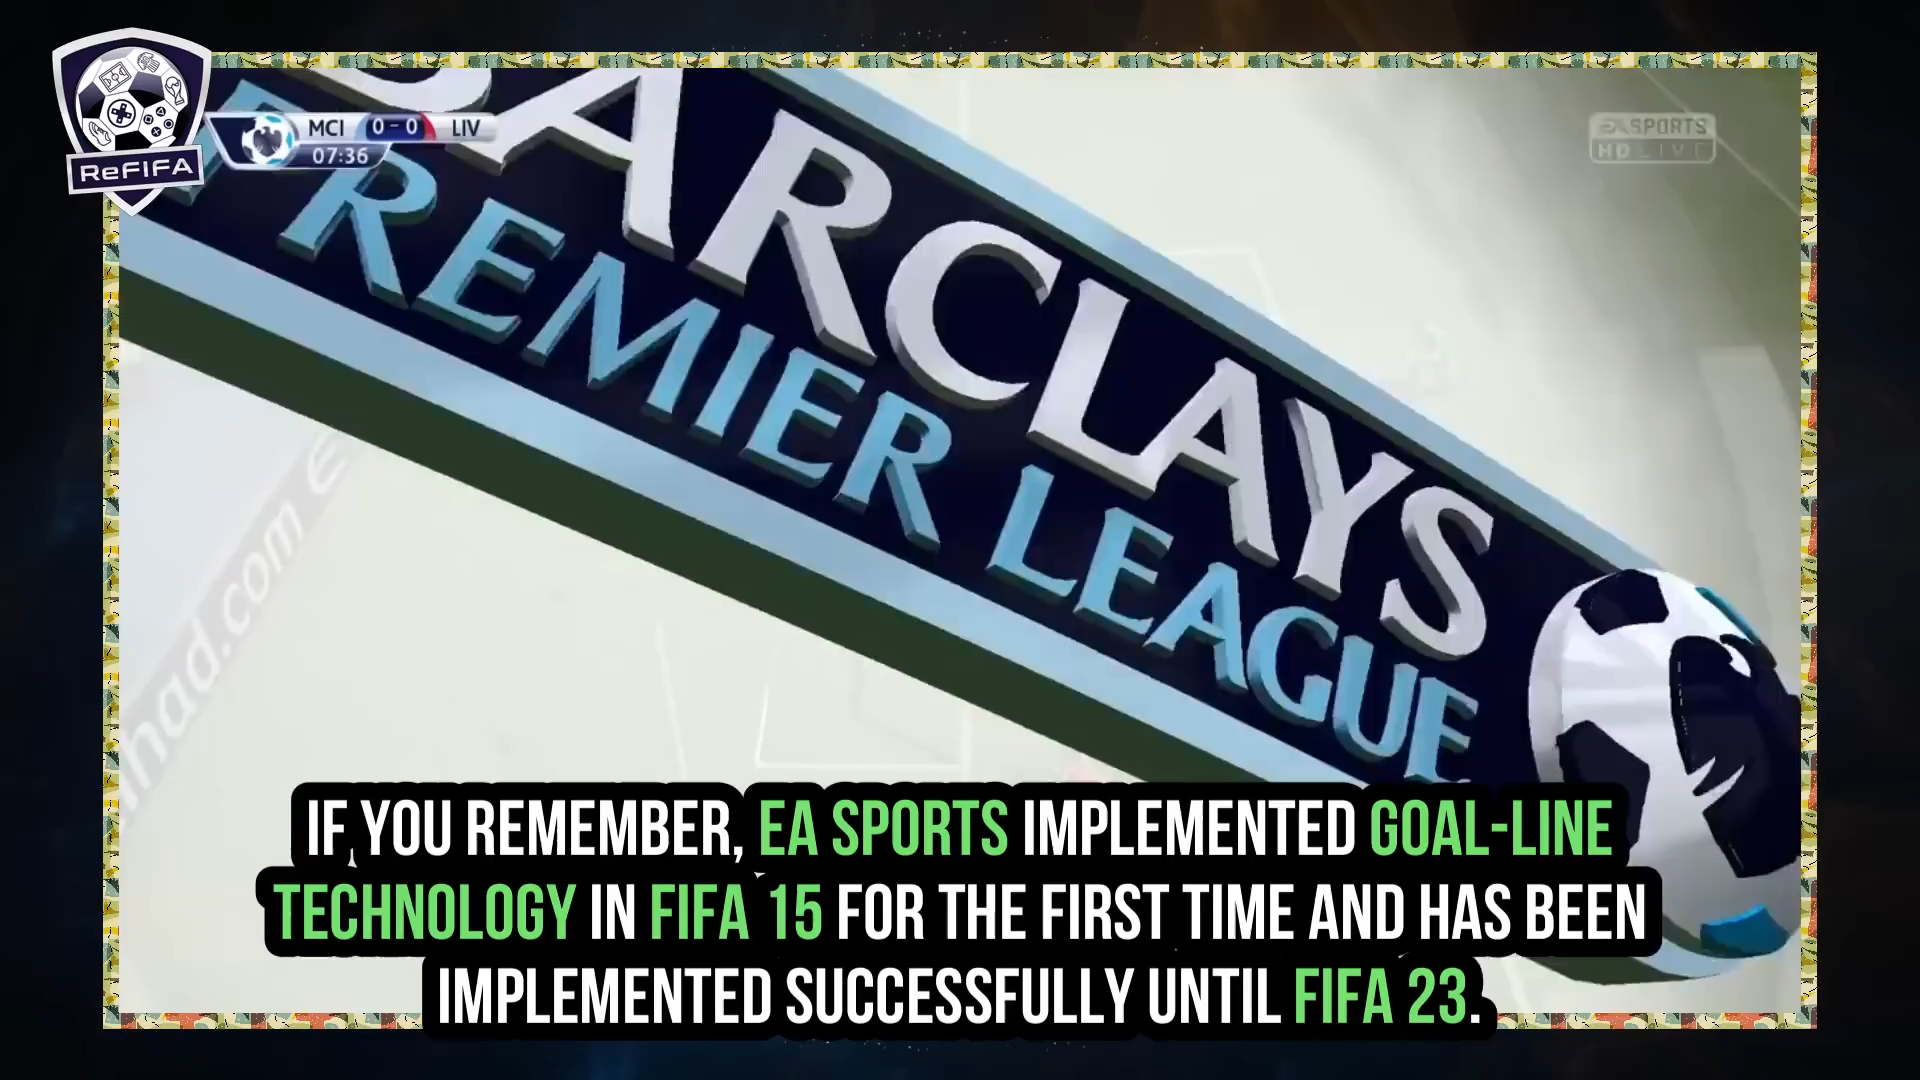 ReFIFA
MCI 0-0 LIV
07:36
EA SPORTS
HD LIVE
BARCLAYS
PREMIER LEAGUE
IF YOU REMEMBER, EA SPORTS IMPLEMENTED GOAL-LINE
TECHNOLOGY IN FIFA 15 FOR THE FIRST TIME AND HAS BEEN
IMPLEMENTED SUCCESSFULLY UNTIL FIFA 23.